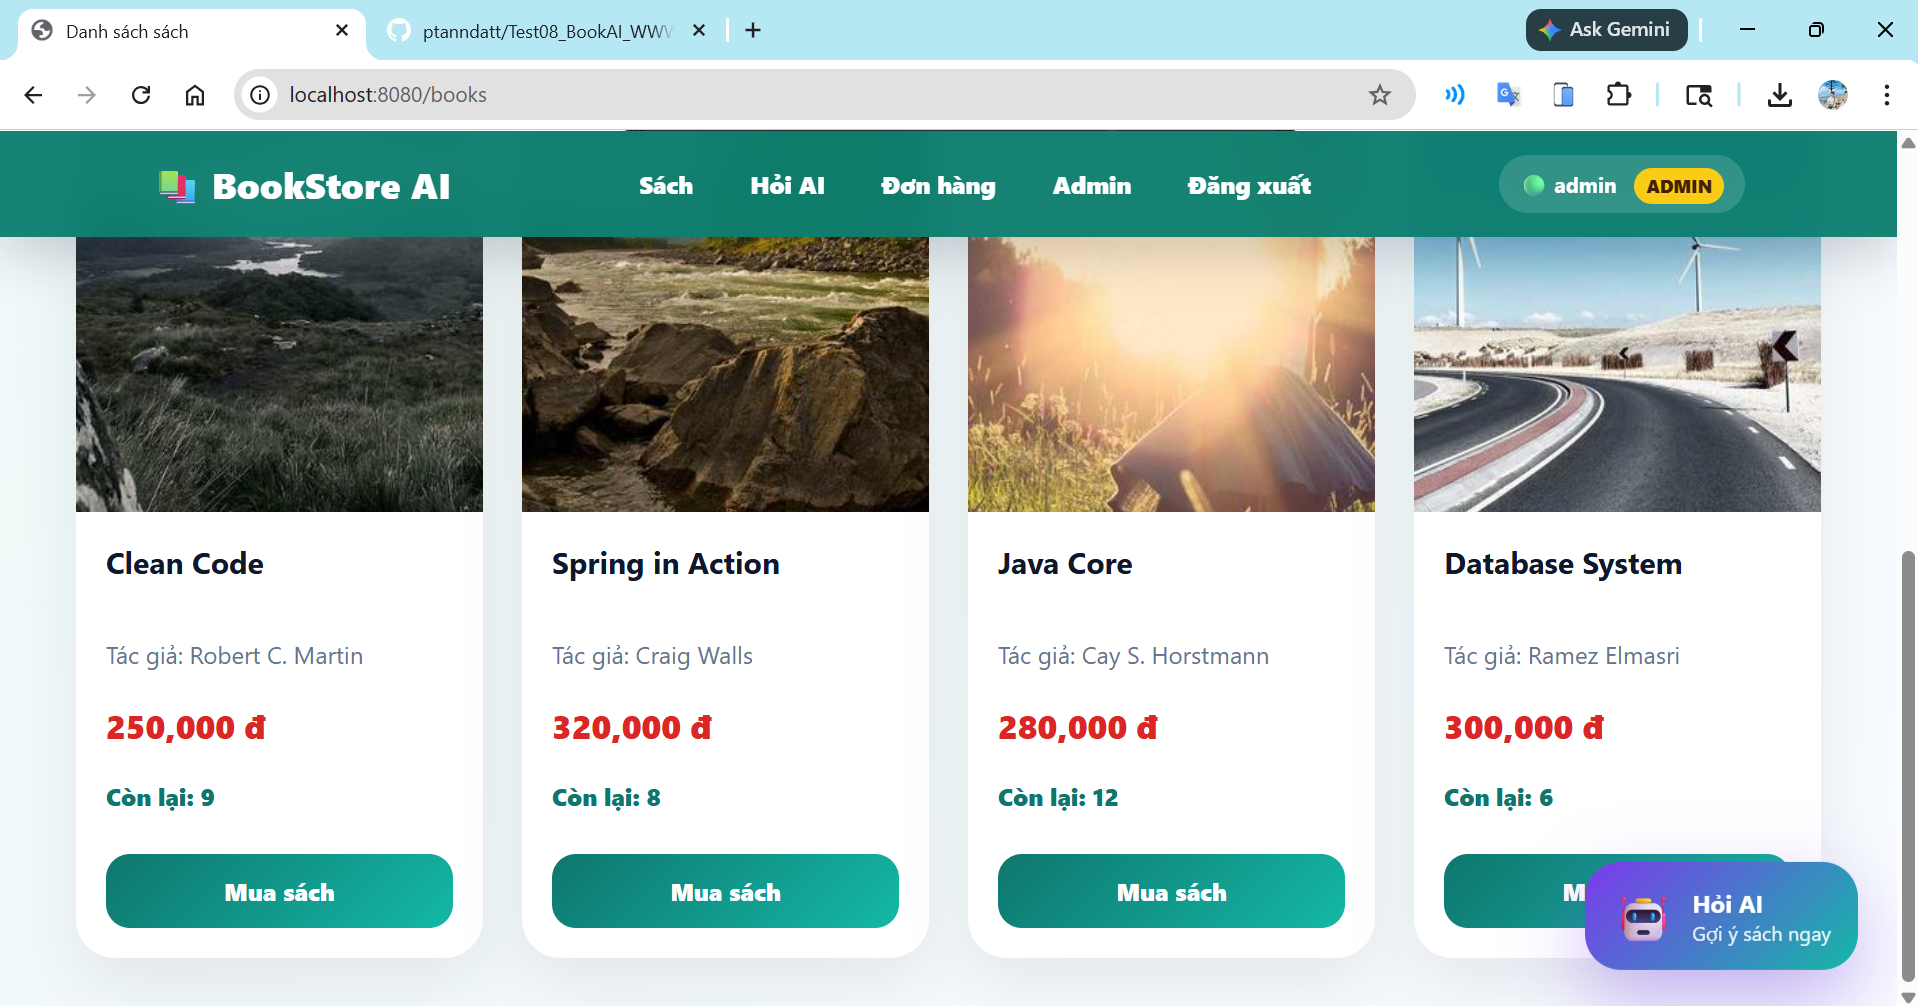 Danh sách sách
ptanndatt/Test08_BookAI_WWW
Ask Gemini
localhost:8080/books
BookStore AI
Sách
Hỏi AI
Đơn hàng
Admin
Đăng xuất
admin
ADMIN
Clean Code
Spring in Action
Java Core
Database System
Tác giả: Robert C. Martin
Tác giả: Craig Walls
Tác giả: Cay S. Horstmann
Tác giả: Ramez Elmasri
250,000 đ
320,000 đ
280,000 đ
300,000 đ
Còn lại: 9
Còn lại: 8
Còn lại: 12
Còn lại: 6
Mua sách
Mua sách
Mua sách
Hỏi AI
Gợi ý sách ngay